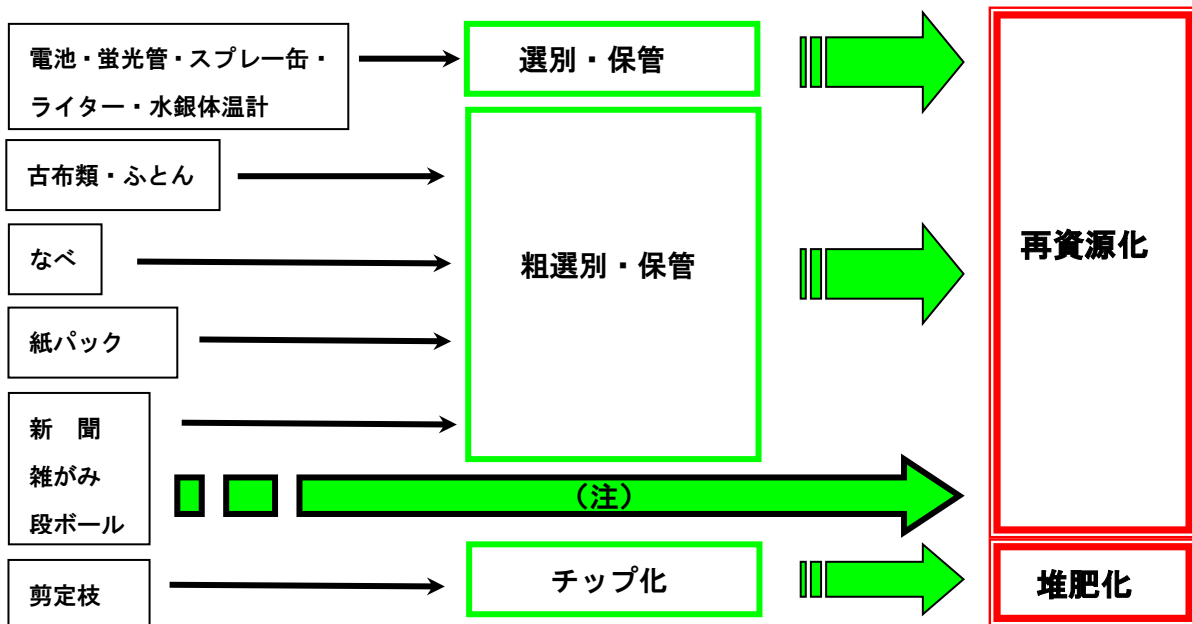 電池・蛍光管・スプレー缶・
ライター・水銀体温計
選別・保管
古布類・ふとん
なべ
粗選別・保管
再資源化
紙パック
新　聞
雑がみ
段ボール
（注）
剪定枝
チップ化
堆肥化